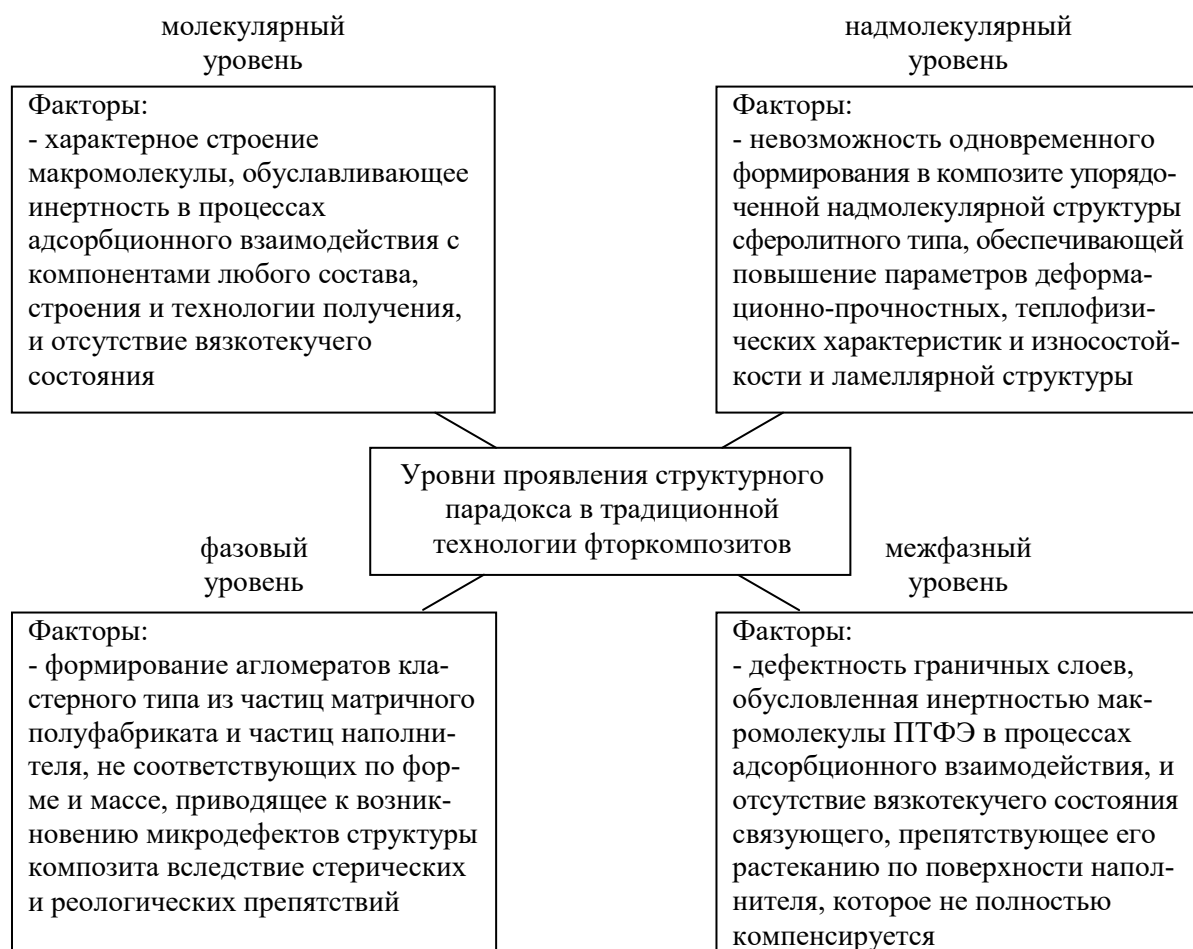 молекулярный
уровень
Факторы:
- характерное строение
макромолекулы, обуславливающее
инертность в процессах
адсорбционного взаимодействия с
компонентами любого состава,
строения и технологии получения,
и отсутствие вязкотекучего
состояния
надмолекулярный
уровень
Факторы:
- невозможность одновременного
формирования в композите упорядо-
ченной надмолекулярной структуры
сферолитного типа, обеспечивающей
повышение параметров деформа-
ционно-прочностных, теплофизи-
ческих характеристик и износостой-
кости и ламеллярной структуры
Уровни проявления структурного
парадокса в традиционной
технологии фторкомпозитов
фазовый
уровень
Факторы:
- формирование агломератов кла-
стерного типа из частиц матричного
полуфабриката и частиц наполни-
теля, не соответствующих по фор-
ме и массе, приводящее к возник-
новению микродефектов структуры
композита вследствие стерических
и реологических препятствий
межфазный
уровень
Факторы:
- дефектность граничных слоев,
обусловленная инертностью мак-
ромолекулы ПТФЭ в процессах
адсорбционного взаимодействия, и
отсутствие вязкотекучего состояния
связующего, препятствующее его
растеканию по поверхности напол-
нителя, которое не полностью
компенсируется